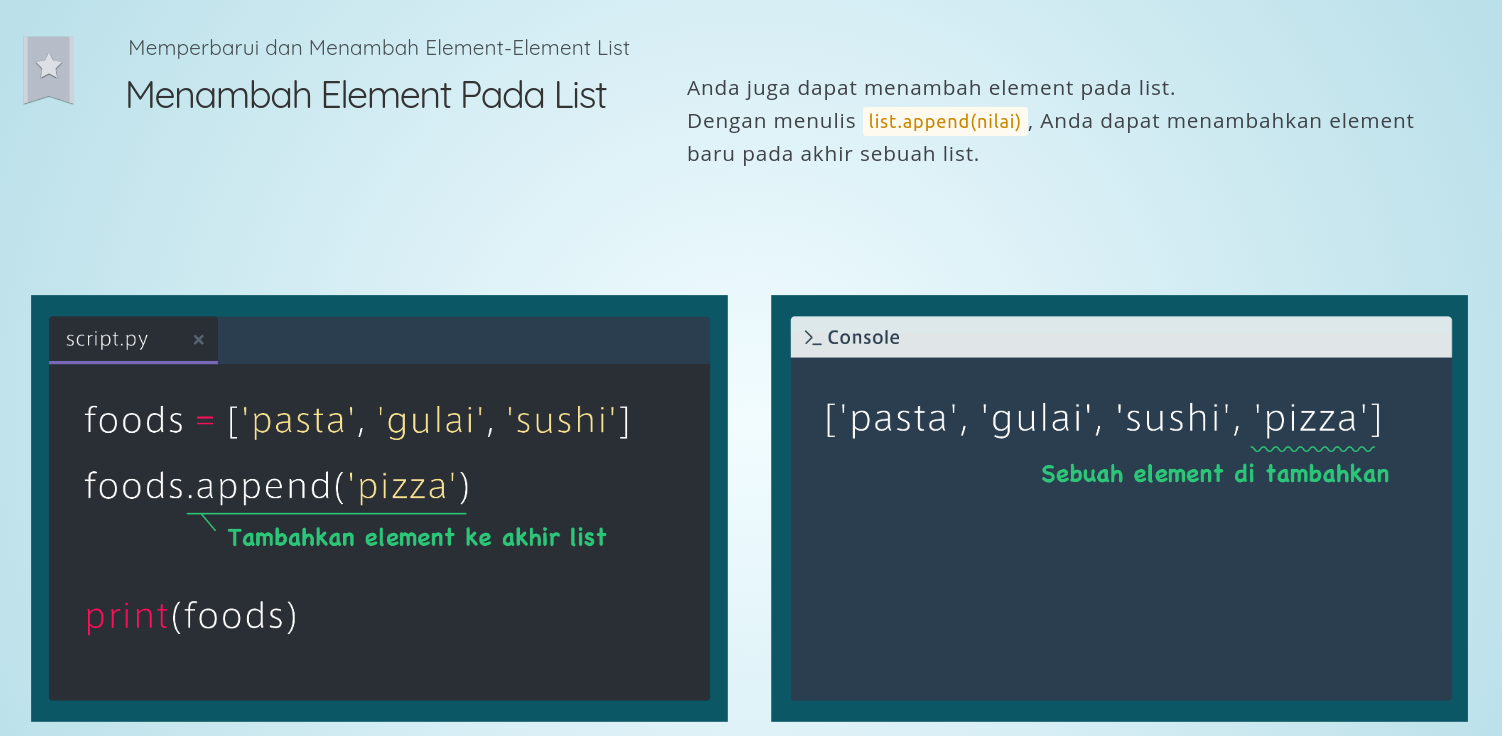 Memperbarui dan Menambah Element-Element List
Menambah Element Pada List
Anda juga dapat menambah element pada list.
Dengan menulis list.append(nilai), Anda dapat menambahkan element
baru pada akhir sebuah list.
script.py ×
foods = ['pasta', 'gulai', 'sushi']
foods.append('pizza')
Tambahkan element ke akhir list
print(foods)
>_ Console
['pasta', 'gulai', 'sushi', 'pizza']
Sebuah element di tambahkan